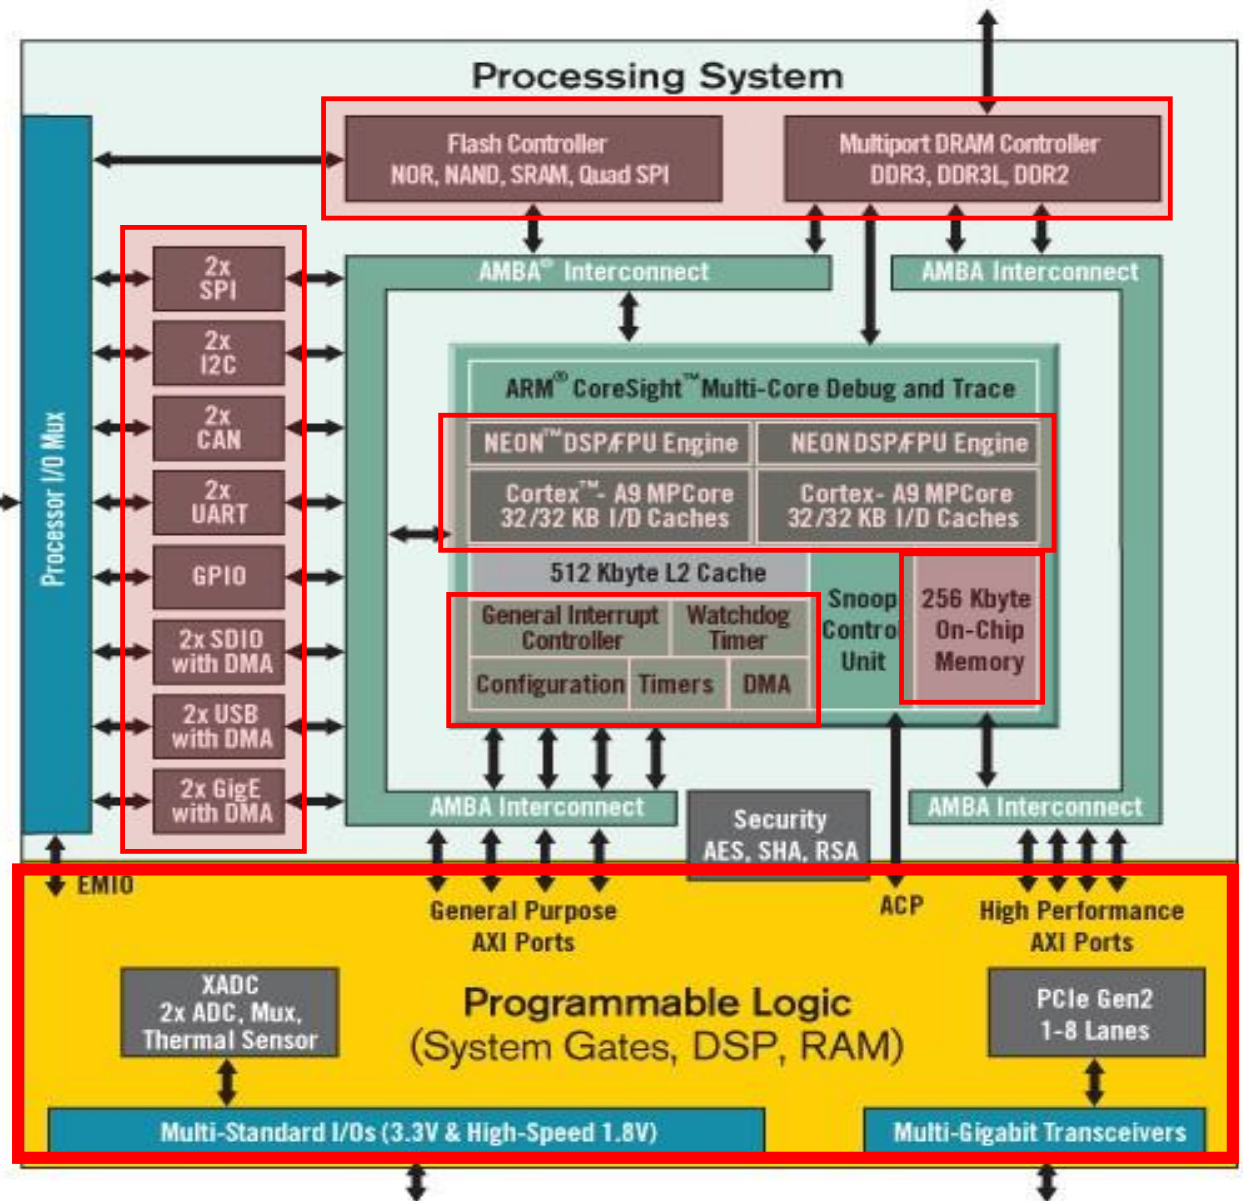 Processing System
Flash Controller
NOR, NAND, SRAM, Quad SPI
Multiport DRAM Controller
DDR3, DDR3L, DDR2
Processor I/O Mux
2x
SPI
2x
I2C
2x
CAN
2x
UART
GPIO
2x SDIO
with DMA
2x USB
with DMA
2x GigE
with DMA
AMBA® Interconnect
AMBA Interconnect
ARM® CoreSight™ Multi-Core Debug and Trace
NEON™ DSP/FPU Engine
NEON DSP/FPU Engine
Cortex™- A9 MPCore
32/32 KB I/D Caches
Cortex- A9 MPCore
32/32 KB I/D Caches
512 Kbyte L2 Cache
General Interrupt
Controller
Watchdog
Timer
Configuration
Timers
DMA
Snoop
Control
Unit
256 Kbyte
On-Chip
Memory
AMBA Interconnect
Security
AES, SHA, RSA
AMBA Interconnect
EMIO
General Purpose
AXI Ports
ACP
High Performance
AXI Ports
XADC
2x ADC, Mux,
Thermal Sensor
Programmable Logic
(System Gates, DSP, RAM)
PCIe Gen2
1-8 Lanes
Multi-Standard I/Os (3.3V & High-Speed 1.8V)
Multi-Gigabit Transceivers